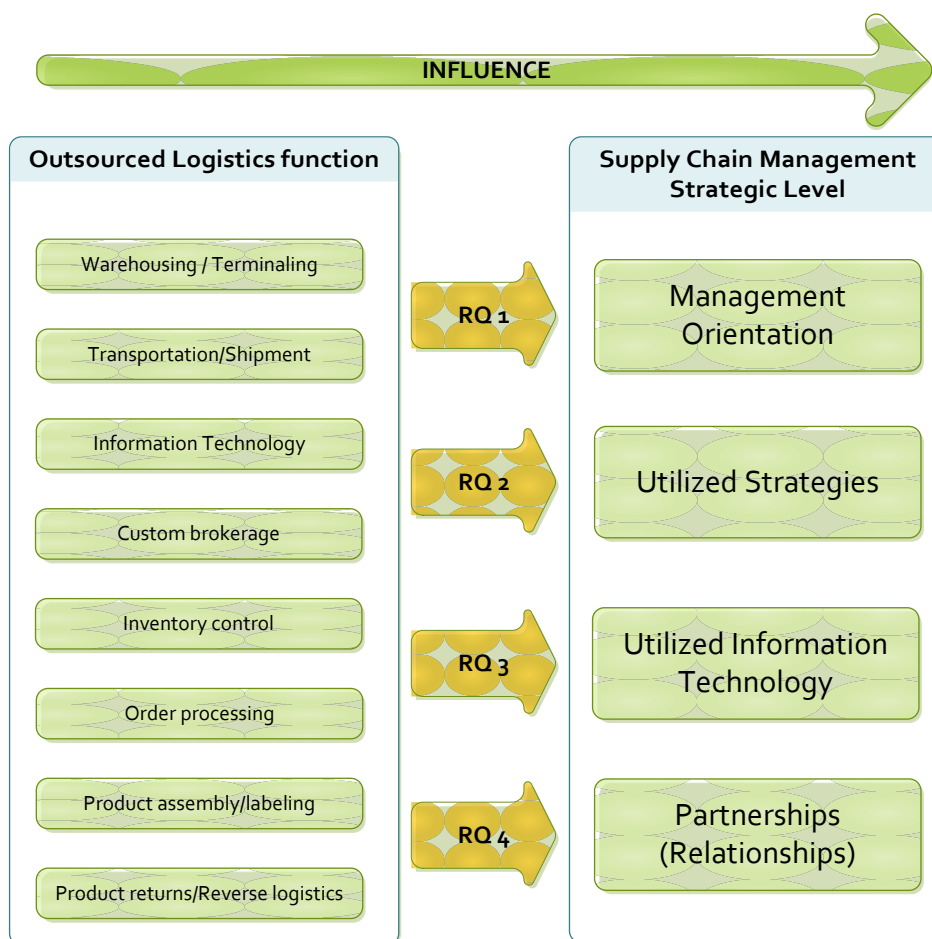 INFLUENCE
Outsourced Logistics function
Warehousing / Terminaling
Transportation/Shipment
Information Technology
Custom brokerage
Inventory control
Order processing
Product assembly/labeling
Product returns/Reverse logistics
RQ 1
RQ 2
RQ 3
RQ 4
Supply Chain Management
Strategic Level
Management
Orientation
Utilized Strategies
Utilized Information
Technology
Partnerships
(Relationships)